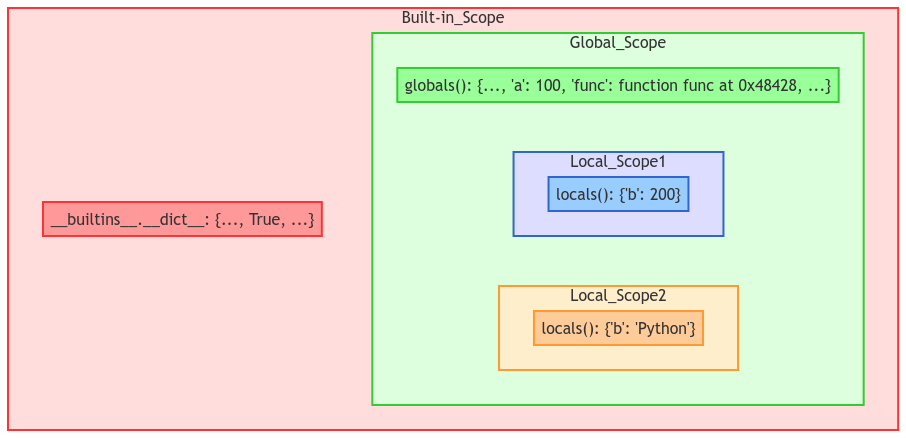 Built-in_Scope
Global_Scope
globals(): {..., 'a': 100, 'func': function func at 0x48428, ...}
Local_Scope1
locals(): {'b': 200}
__builtins__.__dict__: {..., True, ...}
Local_Scope2
locals(): {'b': 'Python'}